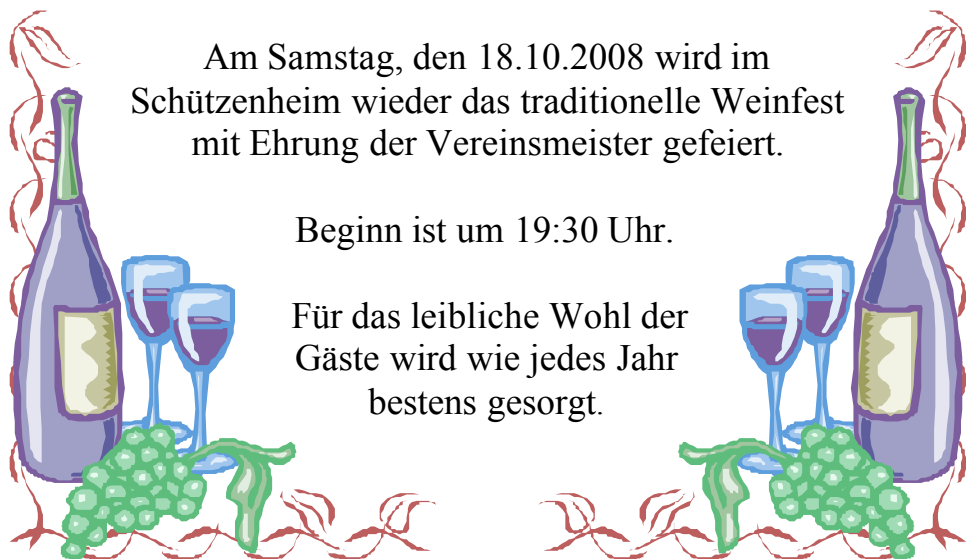 Am Samstag, den 18.10.2008 wird im
Schützenheim wieder das traditionelle Weinfest
mit Ehrung der Vereinsmeister gefeiert.
Beginn ist um 19:30 Uhr.
Für das leibliche Wohl der
Gäste wird wie jedes Jahr
bestens gesorgt.